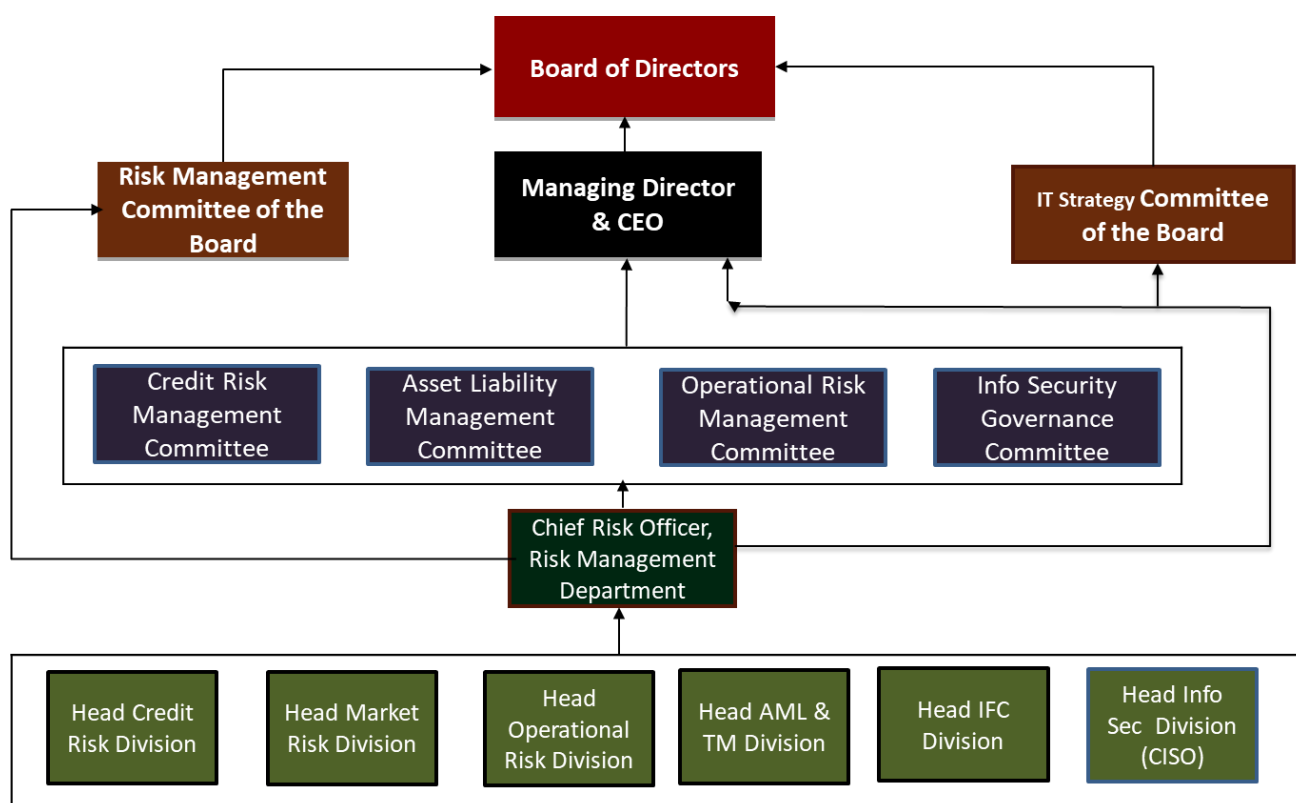 Board of Directors
Risk Management
Committee of the
Board
Managing Director
& CEO
IT Strategy Committee
of the Board
Credit Risk
Management
Committee
Asset Liability
Management
Committee
Operational Risk
Management
Committee
Info Security
Governance
Committee
Chief Risk Officer,
Risk Management
Department
Head Credit
Risk Division
Head Market
Risk Division
Head
Operational
Risk Division
Head AML &
TM Division
Head IFC
Division
Head Info
Sec Division
(CISO)